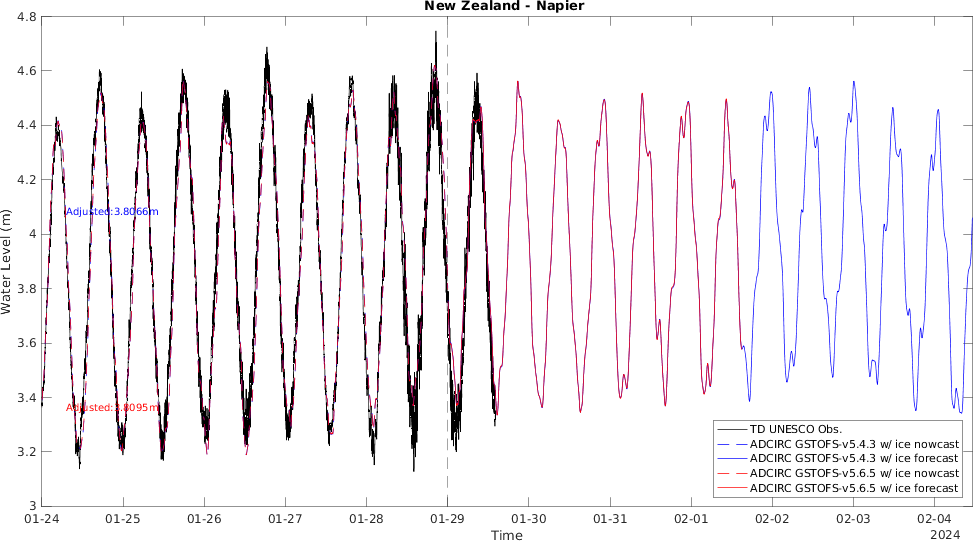 New Zealand - Napier
Water Level (m)
4.8
4.6
4.4
4.2
4
3.8
3.6
3.4
3.2
3
Adjusted:3.8066m
Adjusted:3.8095m
TD UNESCO Obs.
ADCIRC GSTOFS-v5.4.3 w/ ice nowcast
ADCIRC GSTOFS-v5.4.3 w/ ice forecast
ADCIRC GSTOFS-v5.6.5 w/ ice nowcast
ADCIRC GSTOFS-v5.6.5 w/ ice forecast
01-24 01-25 01-26 01-27 01-28 01-29 01-30 01-31 02-01 02-02 02-03 02-04
2024
Time